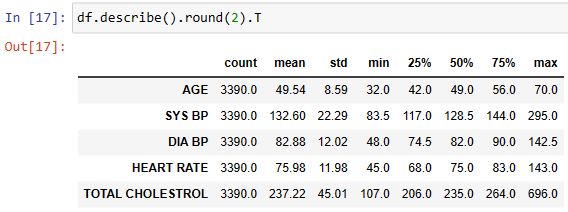 In [17]: df.describe().round(2).T
Out[17]:
count mean std min 25% 50% 75% max
AGE 3390.0 49.54 8.59 32.0 42.0 49.0 56.0 70.0
SYS BP 3390.0 132.60 22.29 83.5 117.0 128.5 144.0 295.0
DIA BP 3390.0 82.88 12.02 48.0 74.5 82.0 90.0 142.5
HEART RATE 3390.0 75.98 11.98 45.0 68.0 75.0 83.0 143.0
TOTAL CHOLESTROL 3390.0 237.22 45.01 107.0 206.0 235.0 264.0 696.0